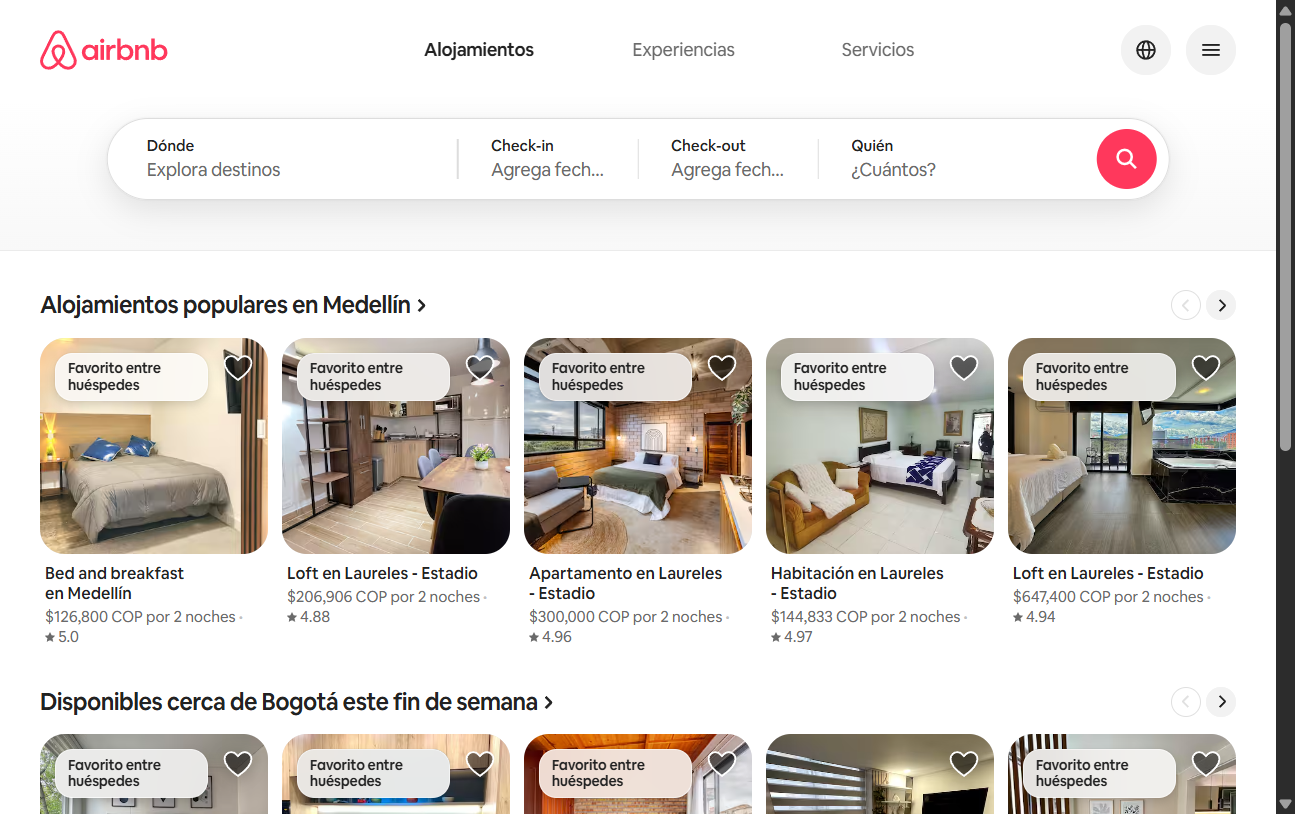 airbnb
Alojamientos
Experiencias
Servicios
Dónde
Explora destinos
Check-in
Agrega fech...
Check-out
Agrega fech...
Quién
¿Cuántos?
Alojamientos populares en Medellín
Favorito entre
huéspedes
Favorito entre
huéspedes
Favorito entre
huéspedes
Favorito entre
huéspedes
Favorito entre
huéspedes
Bed and breakfast
en Medellín
$126,800 COP por 2 noches ·
★ 5.0
Loft en Laureles - Estadio
$206,906 COP por 2 noches ·
★ 4.88
Apartamento en Laureles
- Estadio
$300,000 COP por 2 noches ·
★ 4.96
Habitación en Laureles
- Estadio
$144,833 COP por 2 noches ·
★ 4.97
Loft en Laureles - Estadio
$647,400 COP por 2 noches ·
★ 4.94
Disponibles cerca de Bogotá este fin de semana
Favorito entre
huéspedes
Favorito entre
huéspedes
Favorito entre
huéspedes
Favorito entre
huéspedes